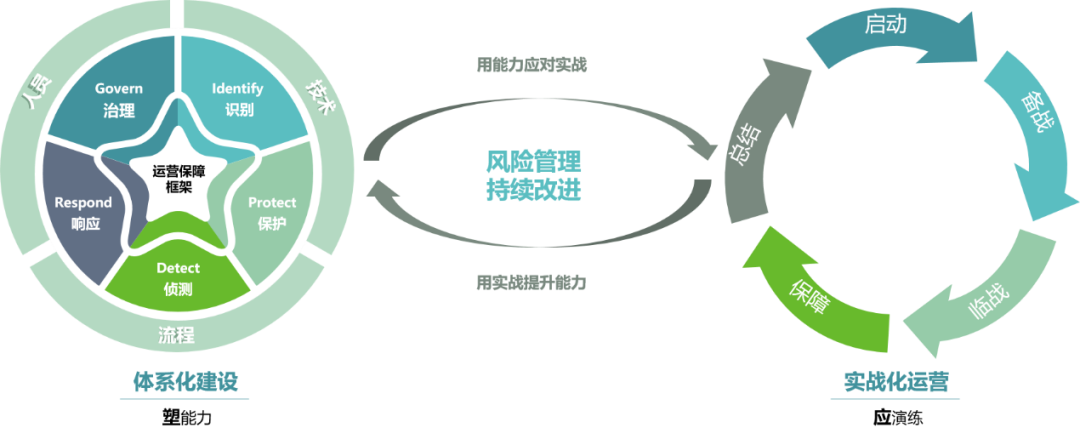 人员
技术
Govern
治理
Identify
识别
运营保障
框架
Respond
响应
Protect
保护
Detect
侦测
流程
体系化建设
塑能力
用能力应对实战
风险管理
持续改进
用实战提升能力
启动
备战
临战
保障
总结
实战化运营
应演练